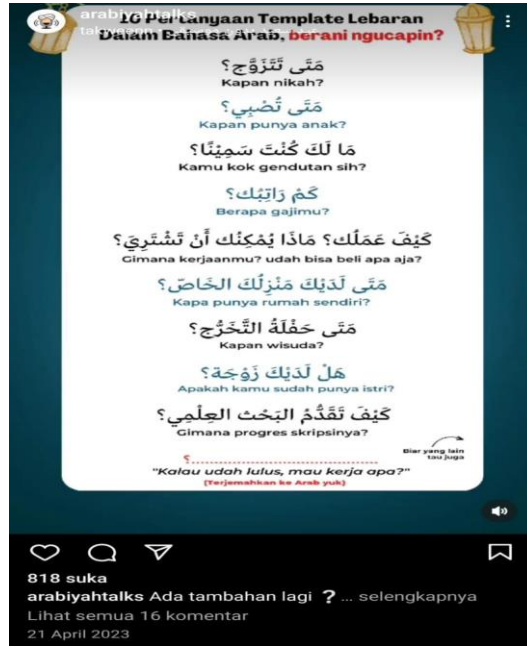 arabiyahtalks
10 Pertanyaan Template Lebaran
Dalam Bahasa Arab, berani ngucapin?
مَتَى تَتَزَوَّج؟
Kapan nikah?
مَتَى تُصْبِي؟
Kapan punya anak?
مَا لَكَ كُنْتَ سَمِيْنًا؟
Kamu kok gendutan sih?
كَمْ رَاتِبُك؟
Berapa gajimu?
كَيْفَ عَمَلُك؟ مَاذَا يُمْكِنُك أَنْ تَشْتَرِيَ؟
Gimana kerjaanmu? udah bisa beli apa aja?
مَتَى لَدَيْكَ مَنْزِلُكَ الخَاصّ؟
Kapa punya rumah sendiri?
مَتَى حَفْلَةُ التَّخَرُّج؟
Kapan wisuda?
هَلْ لَدَيْكَ زَوْجَة؟
Apakah kamu sudah punya istri?
كَيْفَ تَقَدُّمُ البَحْث العِلْمِي؟
Gimana progres skripsinya?
Biar yang lain
tau juga
؟......................................
"Kalau udah lulus, mau kerja apa?"
(Terjemahkan ke Arab yuk)
818 suka
arabiyahtalks Ada tambahan lagi ❓... selengkapnya
Lihat semua 16 komentar
21 April 2023